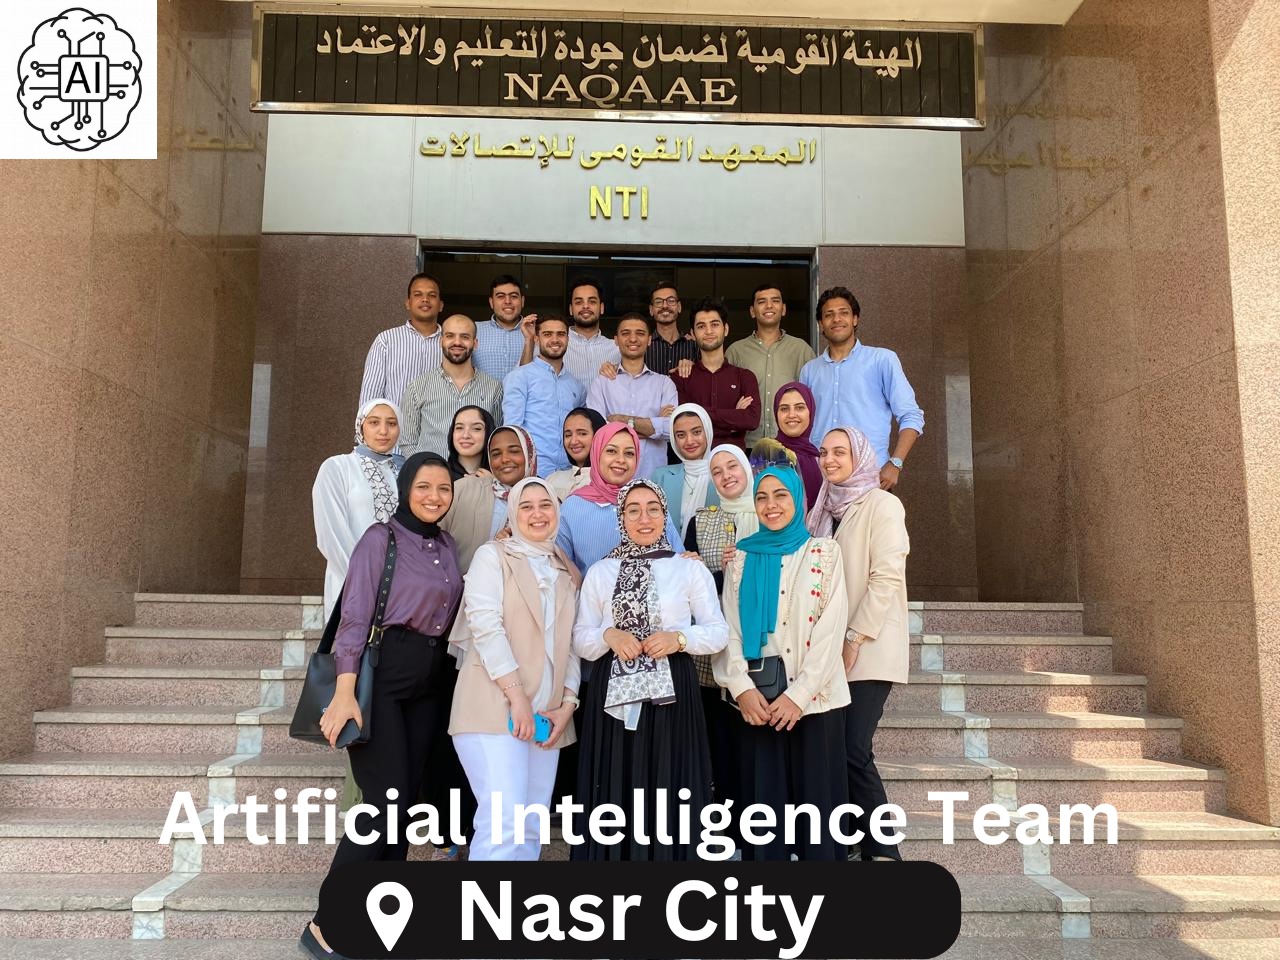 AI
الهيئة القومية لضمان جودة التعليم والاعتماد
NAQAAE
المعهد القومى للإتصالات
NTI
Artificial Intelligence Team
Nasr City